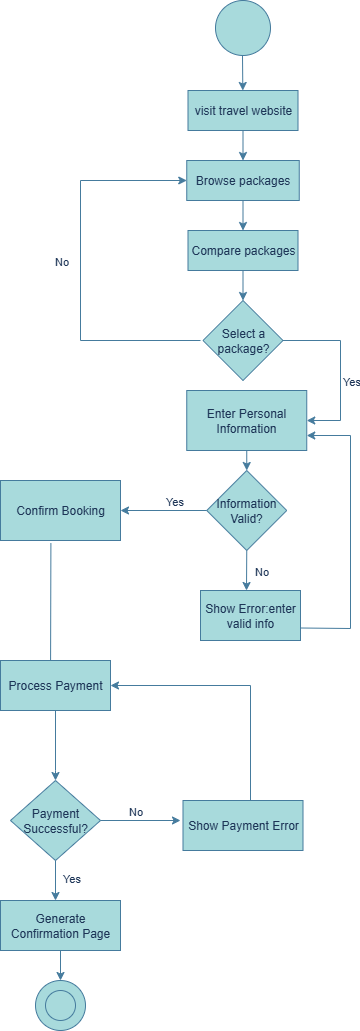 visit travel website
Browse packages
No
Compare packages
Select a
package?
Yes
Enter Personal
Information
Information
Valid?
Yes
Confirm Booking
No
Show Error:enter
valid info
Process Payment
Payment
Successful?
No
Show Payment Error
Yes
Generate
Confirmation Page